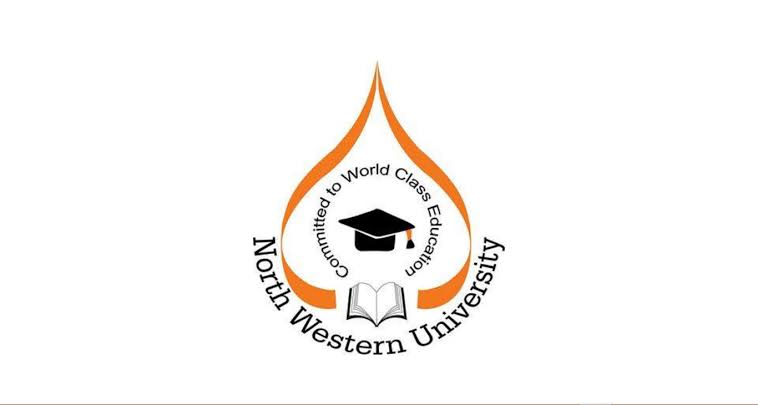 Committed to World Class Education
North Western University